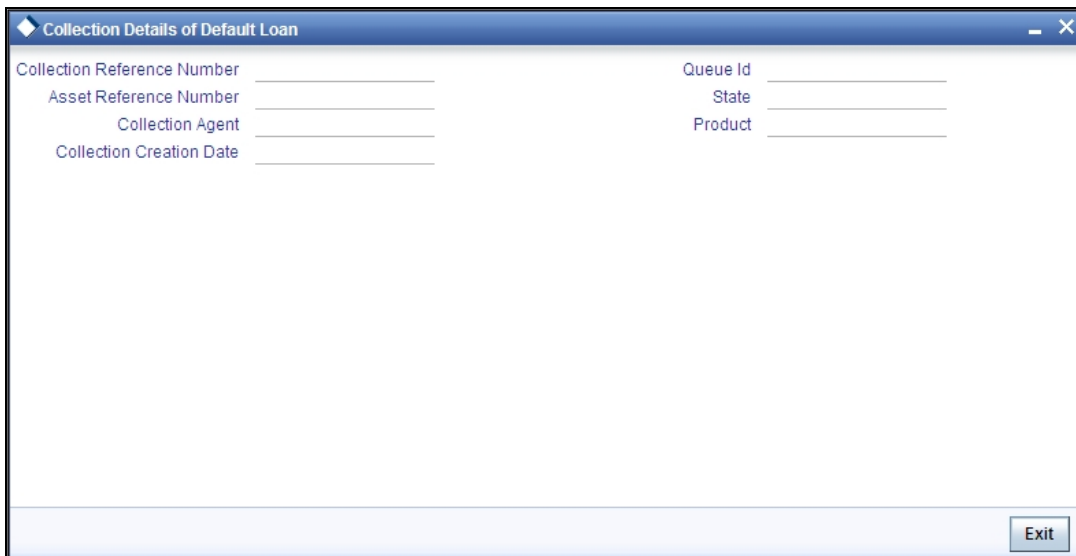 Collection Details of Default Loan
Collection Reference Number Queue Id
Asset Reference Number State
Collection Agent Product
Collection Creation Date
Exit